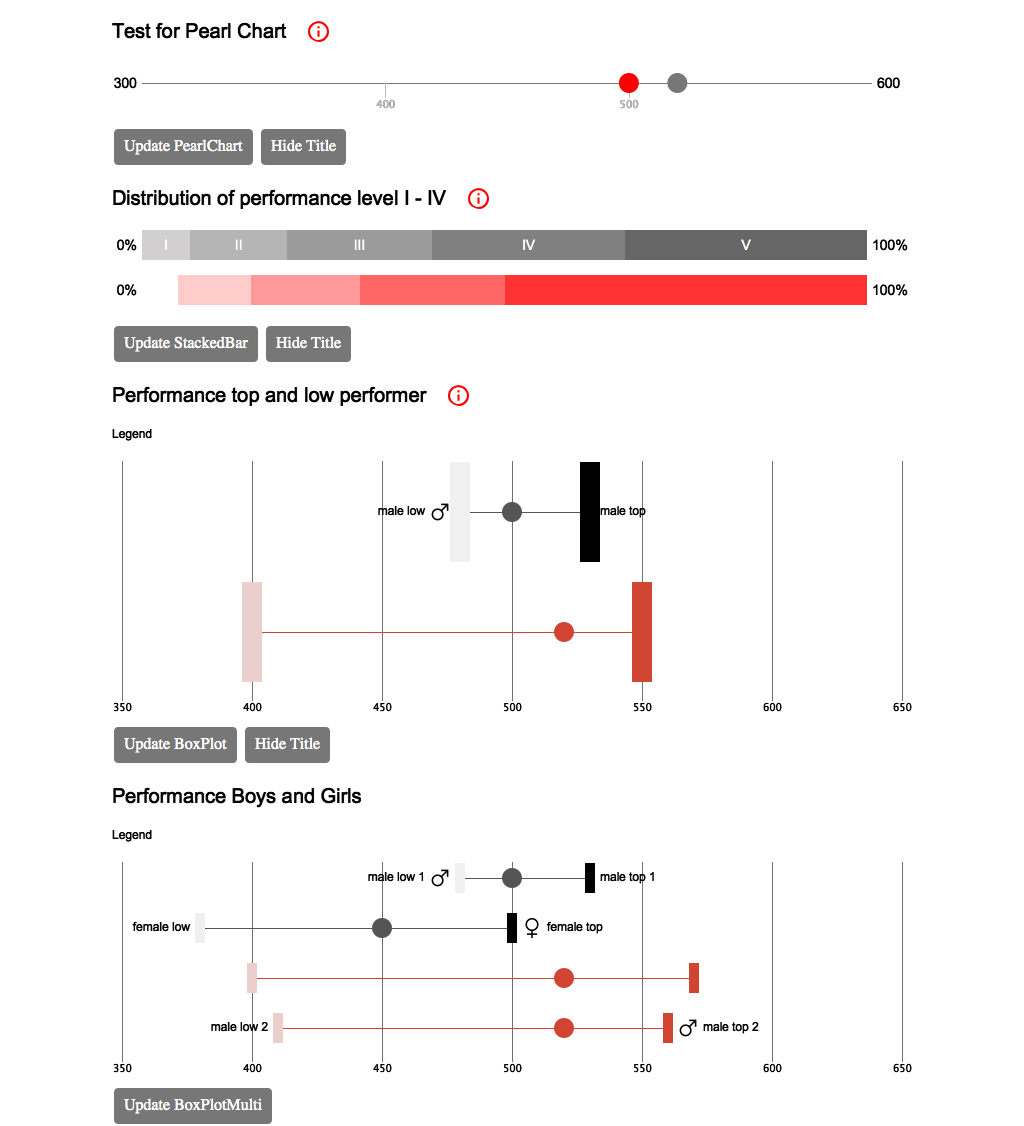 Test for Pearl Chart
300 600
400 500
Update PearlChart Hide Title
Distribution of performance level I - IV
0% I II III IV V 100%
0% 100%
Update StackedBar Hide Title
Performance top and low performer
Legend
male low male top
350 400 450 500 550 600 650
Update BoxPlot Hide Title
Performance Boys and Girls
Legend
male low 1 male top 1
female low female top
male low 2 male top 2
350 400 450 500 550 600 650
Update BoxPlotMulti